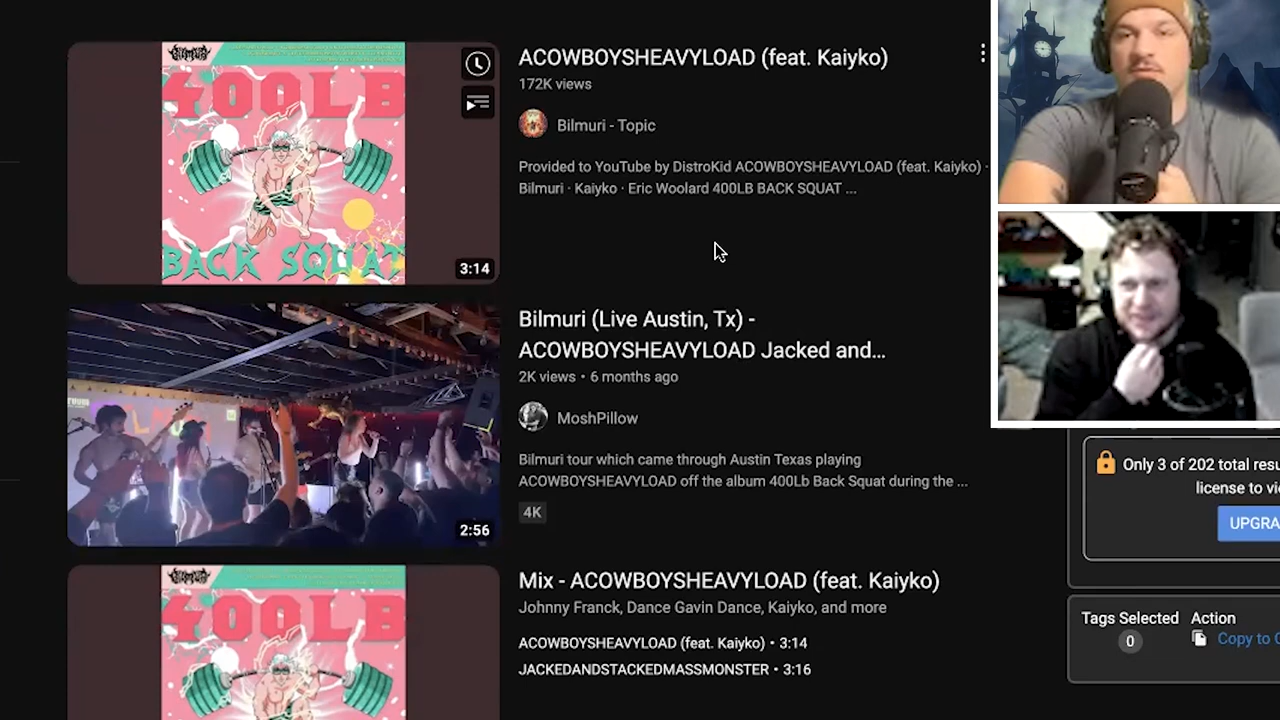 400LB
BACK SQUAT
3:14
ACOWBOYSHEAVYLOAD (feat. Kaiyko)
172K views
Bilmuri - Topic
Provided to YouTube by DistroKid ACOWBOYSHEAVYLOAD (feat. Kaiyko) ·
Bilmuri · Kaiyko · Eric Woolard 400LB BACK SQUAT ...
2:56
Bilmuri (Live Austin, Tx) -
ACOWBOYSHEAVYLOAD Jacked and...
2K views • 6 months ago
MoshPillow
Bilmuri tour which came through Austin Texas playing
ACOWBOYSHEAVYLOAD off the album 400Lb Back Squat during the ...
4K
400LB
Mix - ACOWBOYSHEAVYLOAD (feat. Kaiyko)
Johnny Franck, Dance Gavin Dance, Kaiyko, and more
ACOWBOYSHEAVYLOAD (feat. Kaiyko) • 3:14
JACKEDANDSTACKEDMASSMONSTER • 3:16
Only 3 of 202 total resu
license to vi
UPGRA
Tags Selected
0
Action
Copy to C